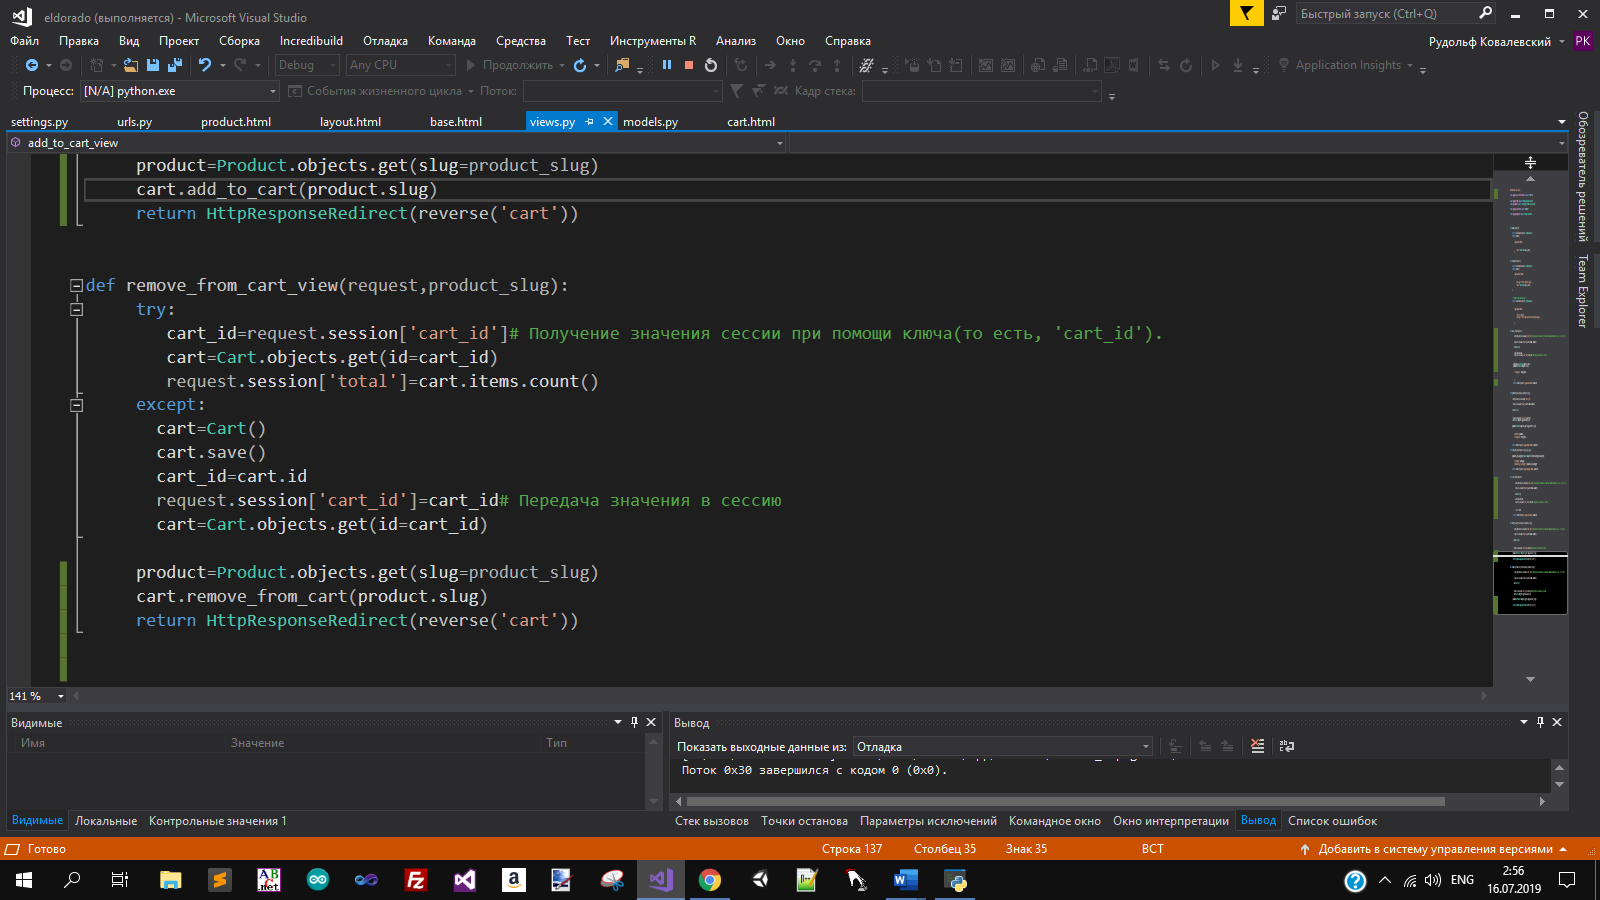 eldorado (выполняется) - Microsoft Visual Studio
Быстрый запуск (Ctrl+Q)
Файл Правка Вид Проект Сборка Incredibuild Отладка Команда Средства Тест Инструменты R Анализ Окно Справка
Рудольф Ковалевский РК
Debug Any CPU Продолжить Application Insights
Процесс: [N/A] python.exe События жизненного цикла Поток: Кадр стека:
settings.py urls.py product.html layout.html base.html views.py models.py cart.html
add_to_cart_view
product=Product.objects.get(slug=product_slug)
cart.add_to_cart(product.slug)
return HttpResponseRedirect(reverse('cart'))
def remove_from_cart_view(request,product_slug):
try:
cart_id=request.session['cart_id']# Получение значения сессии при помощи ключа(то есть, 'cart_id').
cart=Cart.objects.get(id=cart_id)
request.session['total']=cart.items.count()
except:
cart=Cart()
cart.save()
cart_id=cart.id
request.session['cart_id']=cart_id# Передача значения в сессию
cart=Cart.objects.get(id=cart_id)
product=Product.objects.get(slug=product_slug)
cart.remove_from_cart(product.slug)
return HttpResponseRedirect(reverse('cart'))
Обозреватель решений
Team Explorer
141 %
Видимые
Имя Значение Тип
Видимые Локальные Контрольные значения 1
Вывод
Показать выходные данные из: Отладка
Поток 0x30 завершился с кодом 0 (0x0).
Стек вызовов Точки останова Параметры исключений Командное окно Окно интерпретации Вывод Список ошибок
Готово Строка 137 Столбец 35 Знак 35 ВСТ Добавить в систему управления версиями
ABC .net Fz a W ENG 2:56
16.07.2019